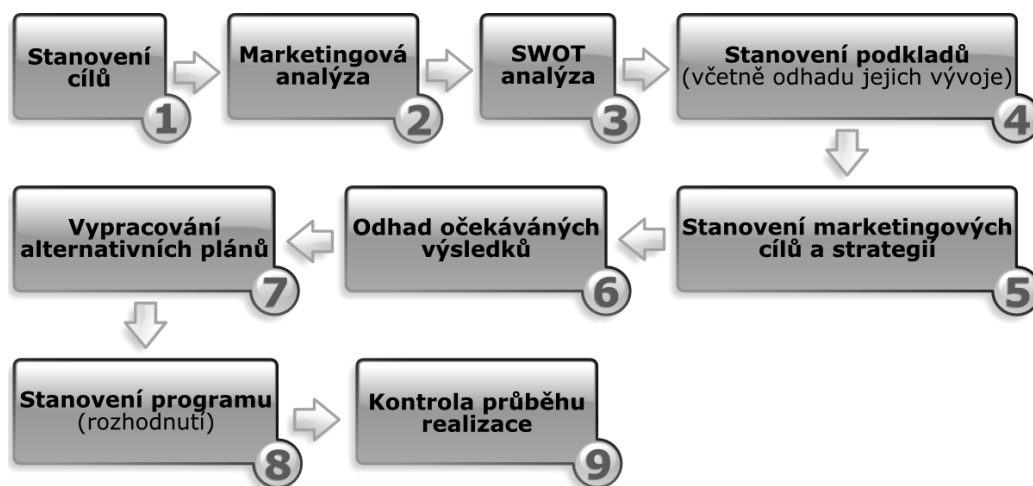 Stanovení
cílů
1
Marketingová
analýza
2
SWOT
analýza
3
Stanovení podkladů
(včetně odhadu jejich vývoje)
4
Stanovení marketingových
cílů a strategií
5
Odhad očekáváných
výsledků
6
Vypracování
alternativních plánů
7
Stanovení programu
(rozhodnutí)
8
Kontrola průběhu
realizace
9